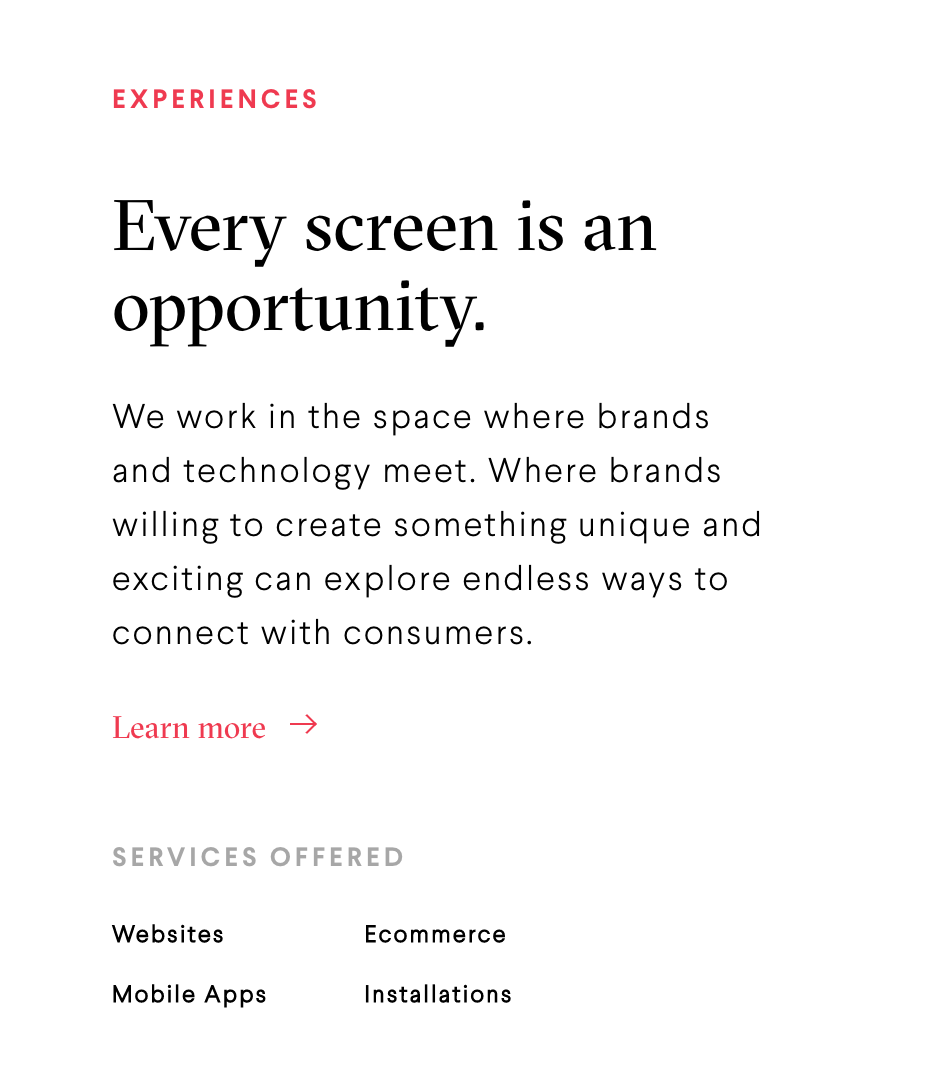 EXPERIENCES
Every screen is an
opportunity.
We work in the space where brands
and technology meet. Where brands
willing to create something unique and
exciting can explore endless ways to
connect with consumers.
Learn more →
SERVICES OFFERED
Websites Ecommerce
Mobile Apps Installations